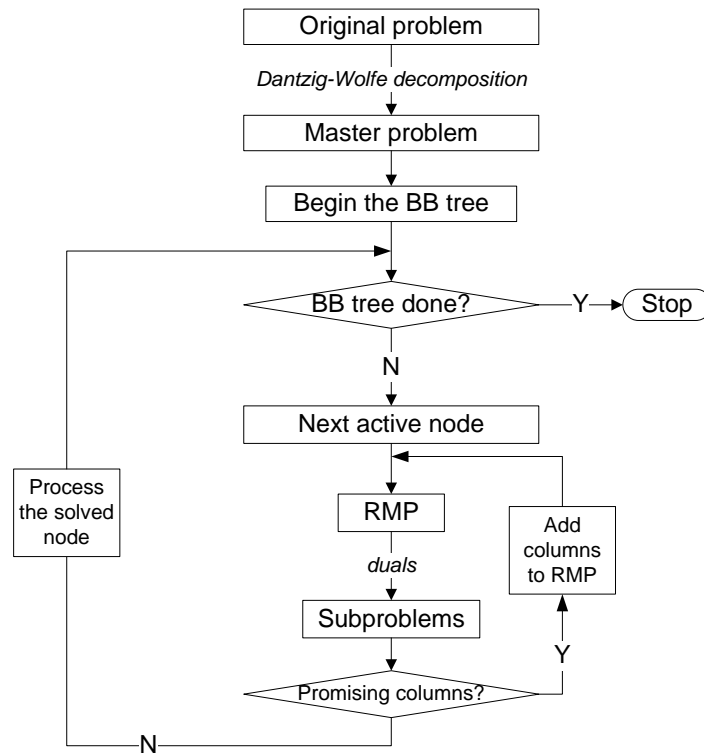 Original problem
Dantzig-Wolfe decomposition
Master problem
Begin the BB tree
BB tree done?
Y
Stop
N
Next active node
Process
the solved
node
RMP
Add
columns
to RMP
duals
Subproblems
Y
Promising columns?
N